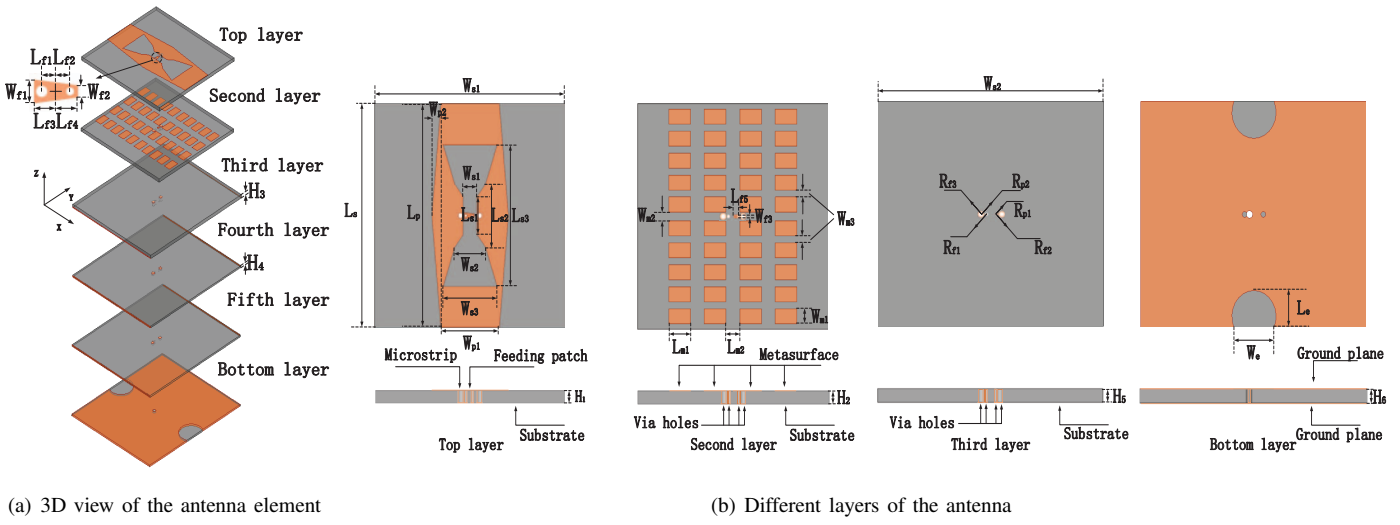 Top layer
Lf1 Lf2
Wf1 Wf2
Second layer
Lf3 Lf4
Third layer
Z
Y
X
H3
Fourth layer
H4
Fifth layer
Bottom layer
Ws1
Wp2
Ls
Lp
Ws1
Ls1
Ls2
Ls3
Ws2
Ws3
Wp1
Microstrip
Feeding patch
H1
Substrate
Top layer
Lf5
Wm2
Wf3
Wm3
Wm1
Lm1
Lm2
Metasurface
H2
Via holes
Substrate
Second layer
Ws2
Rf3
Rp2
Rp1
Rf1
Rf2
H5
Via holes
Substrate
Third layer
Le
We
Ground plane
H6
Ground plane
Bottom layer
(a) 3D view of the antenna element
(b) Different layers of the antenna